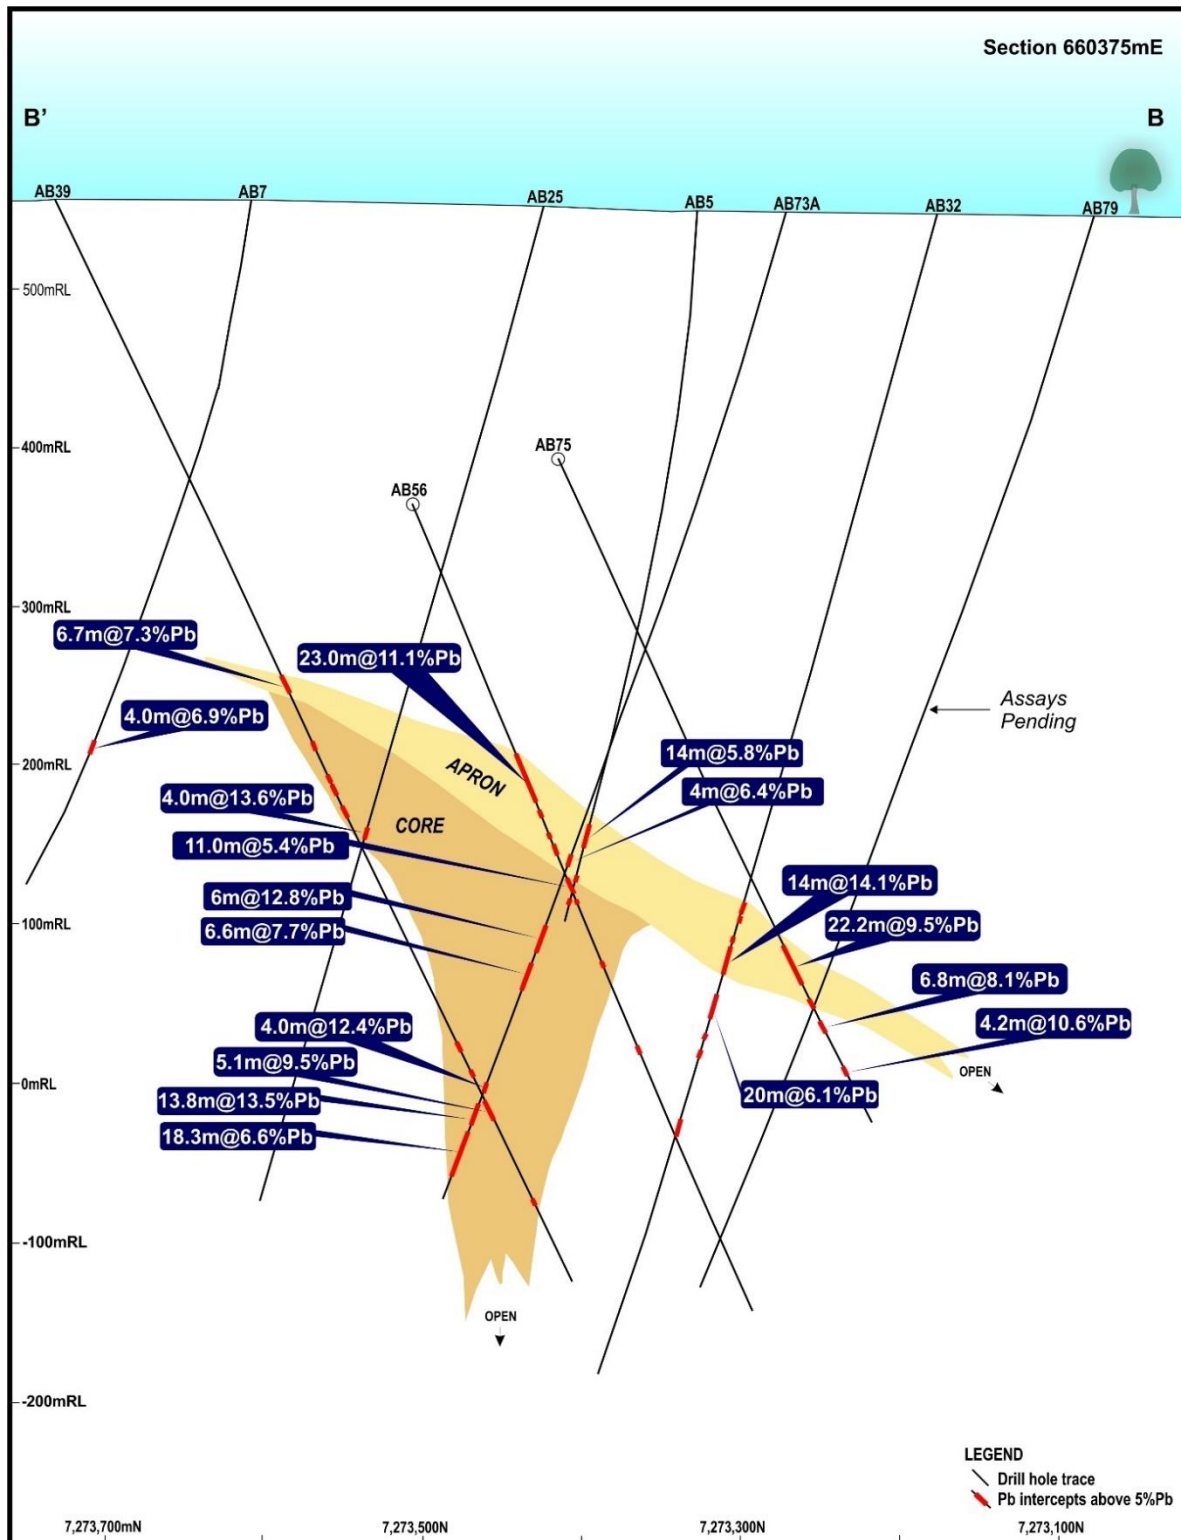 Section 660375mE
B’
B
AB39
AB7
AB25
AB5
AB73A
AB32
AB79
500mRL
400mRL
AB75
AB56
300mRL
6.7m@7.3%Pb
23.0m@11.1%Pb
4.0m@6.9%Pb
Assays
Pending
200mRL
14m@5.8%Pb
APRON
4m@6.4%Pb
4.0m@13.6%Pb
CORE
11.0m@5.4%Pb
14m@14.1%Pb
6m@12.8%Pb
100mRL
22.2m@9.5%Pb
6.6m@7.7%Pb
6.8m@8.1%Pb
4.0m@12.4%Pb
4.2m@10.6%Pb
5.1m@9.5%Pb
0mRL
OPEN
13.8m@13.5%Pb
20m@6.1%Pb
18.3m@6.6%Pb
-100mRL
OPEN
-200mRL
LEGEND
Drill hole trace
Pb intercepts above 5%Pb
7,273,700mN
7,273,500N
7,273,300N
7,273,100N